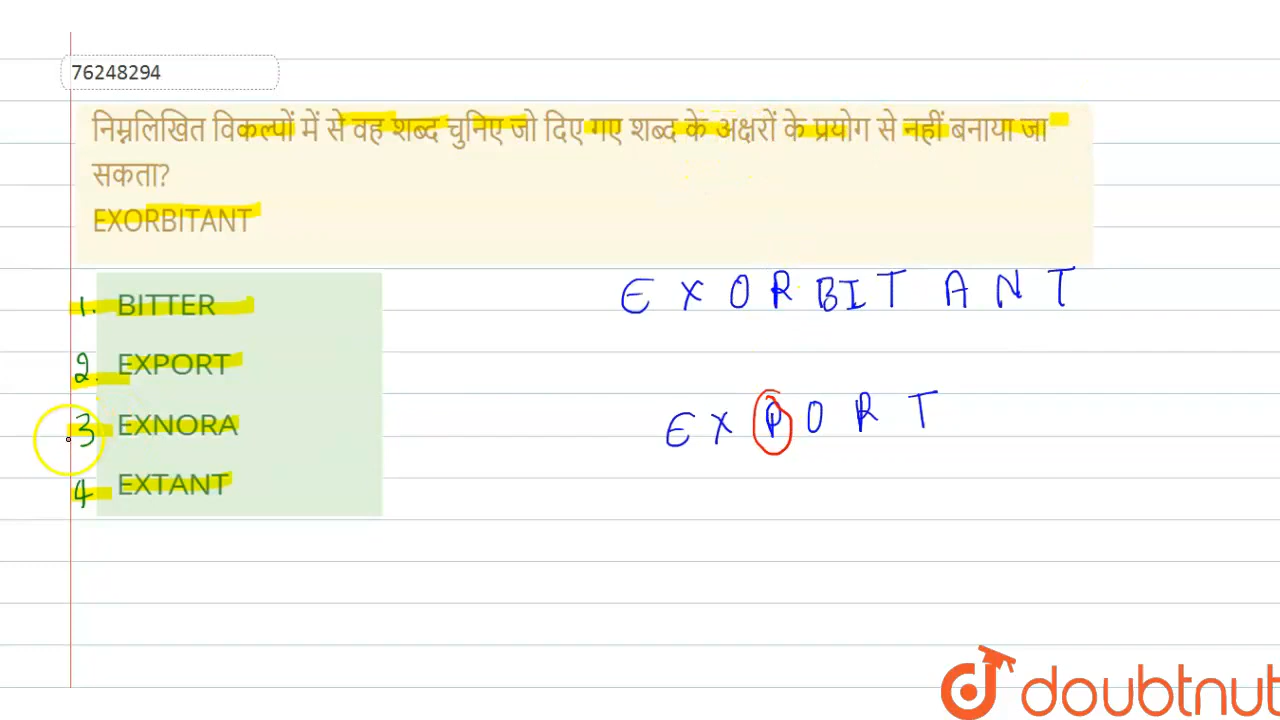 76248294
निम्नलिखित विकल्पों में से वह शब्द चुनिए जो दिए गए शब्द के अक्षरों के प्रयोग से नहीं बनाया जा
सकता?
EXORBITANT
E X O R B I T A N T
1. BITTER
2. EXPORT
3 EXNORA
E X P O R T
4 EXTANT
doubtnut